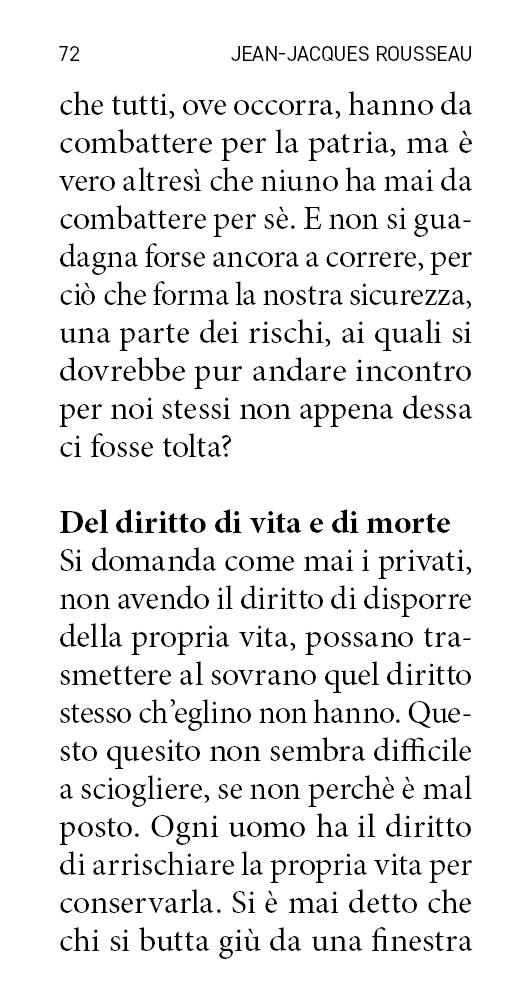 72 JEAN-JACQUES ROUSSEAU
che tutti, ove occorra, hanno da
combattere per la patria, ma è
vero altresì che niuno ha mai da
combattere per sè. E non si gua-
dagna forse ancora a correre, per
ciò che forma la nostra sicurezza,
una parte dei rischi, ai quali si
dovrebbe pur andare incontro
per noi stessi non appena dessa
ci fosse tolta?
Del diritto di vita e di morte
Si domanda come mai i privati,
non avendo il diritto di disporre
della propria vita, possano tra-
smettere al sovrano quel diritto
stesso ch’eglino non hanno. Que-
sto quesito non sembra difficile
a sciogliere, se non perchè è mal
posto. Ogni uomo ha il diritto
di arrischiare la propria vita per
conservarla. Si è mai detto che
chi si butta giù da una finestra